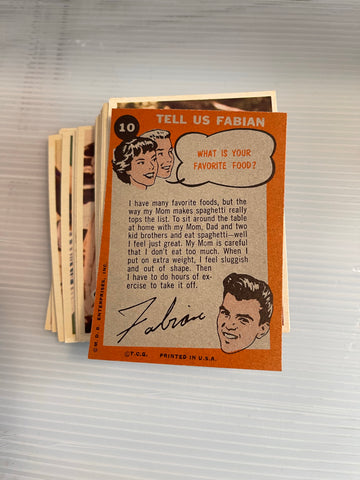 10
TELL US FABIAN
WHAT IS YOUR
FAVORITE FOOD?
I have many favorite foods, but the
way my Mom makes spaghetti really
tops the list. To sit around the table
at home with my Mom, Dad and two
kid brothers and eat spaghetti—well
I feel just great. My Mom is careful
that I don't eat too much. When I
put on extra weight, I feel sluggish
and out of shape. Then
I have to do hours of ex-
ercise to take it off.
Fabian
©T.C.G. PRINTED IN U.S.A.
ENTERPRISES, INC.